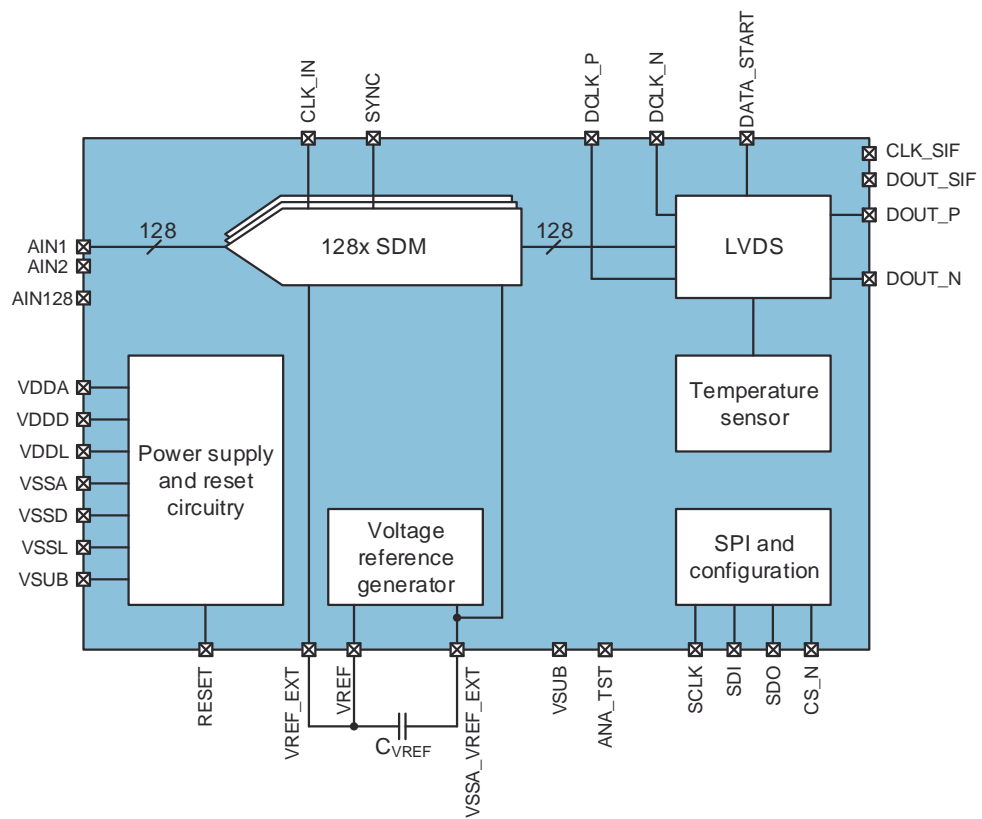 CLK_IN
SYNC
DCLK_P
DCLK_N
DATA_START
CLK_SIF
DOUT_SIF
DOUT_P
DOUT_N
AIN1
AIN2
AIN128
128
128x SDM
128
LVDS
Temperature
sensor
VDDA
VDDD
VDDL
VSSA
VSSD
VSSL
VSUB
Power supply
and reset
circuitry
Voltage
reference
generator
SPI and
configuration
RESET
VREF_EXT
VREF
CVREF
VSSA_VREF_EXT
VSUB
ANA_TST
SCLK
SDI
SDO
CS_N